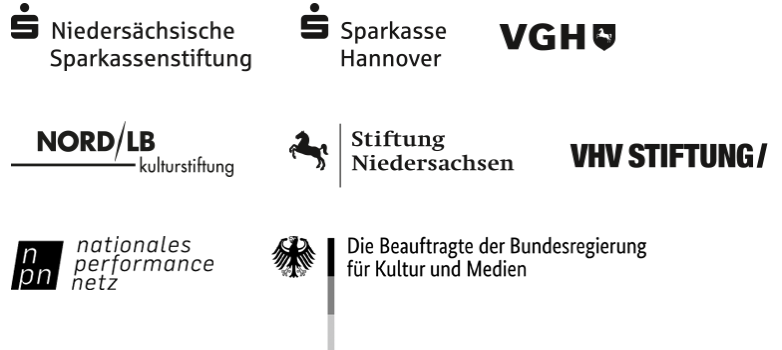 Niedersächsische
Sparkassenstiftung
Sparkasse
Hannover
VGH
NORD/LB
kulturstiftung
Stiftung
Niedersachsen
VHV STIFTUNG/
n
pn
nationales
performance
netz
Die Beauftragte der Bundesregierung
für Kultur und Medien